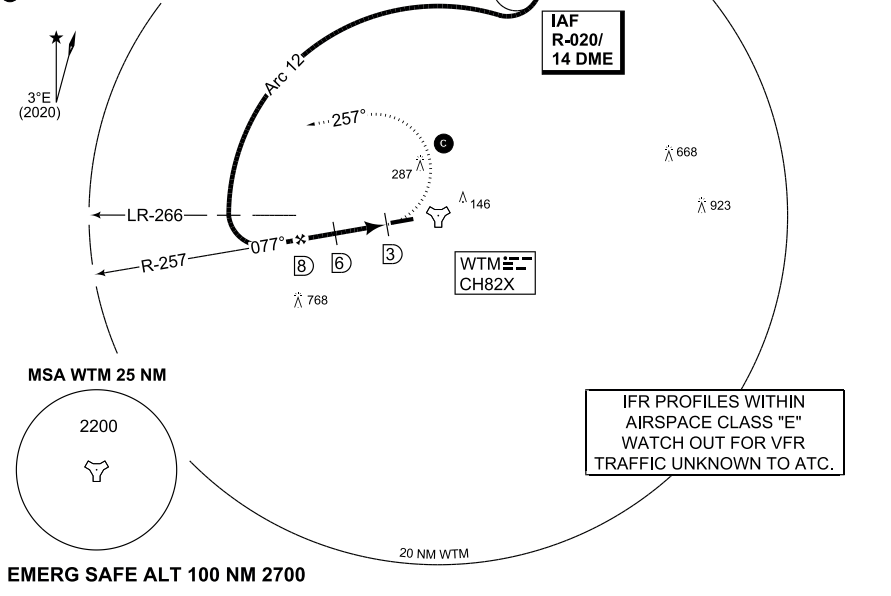 IAF
R-020/
14 DME
Arc 12
3°E
(2020)
257°
C
287
668
146
923
LR-266
077°
R-257
8
6
3
WTM
CH82X
768
MSA WTM 25 NM
2200
IFR PROFILES WITHIN
AIRSPACE CLASS "E"
WATCH OUT FOR VFR
TRAFFIC UNKNOWN TO ATC.
20 NM WTM
EMERG SAFE ALT 100 NM 2700